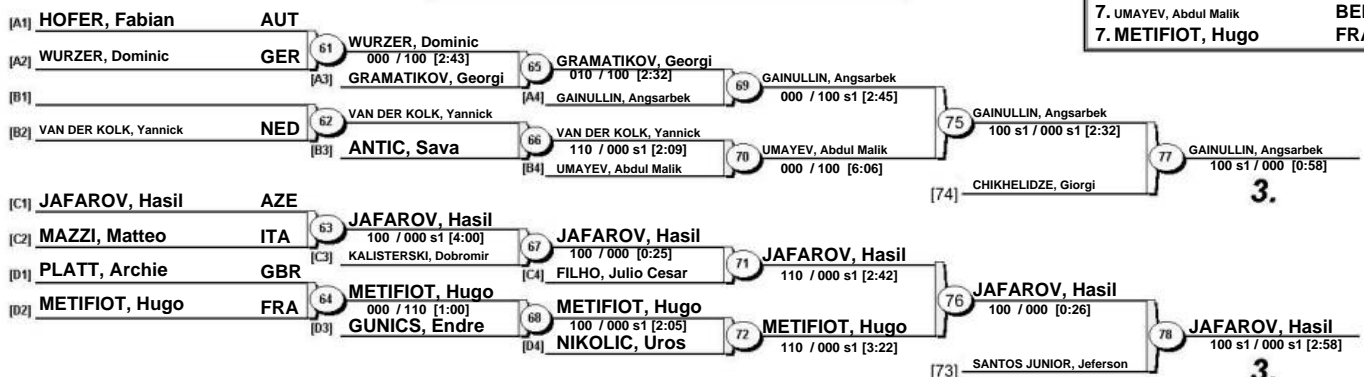 7. UMAYEV, Abdul Malik BEL
7. METIFIOT, Hugo FRA
[A1] HOFER, Fabian AUT
61 WURZER, Dominic
000 / 100 [2:43]
[A2] WURZER, Dominic GER
[A3] GRAMATIKOV, Georgi
65 GRAMATIKOV, Georgi
010 / 100 [2:32]
[A4] GAINULLIN, Angsarbek
69 GAINULLIN, Angsarbek
000 / 100 s1 [2:45]
[B1]
[B2] VAN DER KOLK, Yannick NED
62 VAN DER KOLK, Yannick
[B3] ANTIC, Sava
66 VAN DER KOLK, Yannick
110 / 000 s1 [2:09]
[B4] UMAYEV, Abdul Malik
70 UMAYEV, Abdul Malik
000 / 100 [6:06]
75 GAINULLIN, Angsarbek
100 s1 / 000 s1 [2:32]
[74] CHIKHELIDZE, Giorgi
77 GAINULLIN, Angsarbek
100 s1 / 000 [0:58]
3.
[C1] JAFAROV, Hasil AZE
[C2] MAZZI, Matteo ITA
63 JAFAROV, Hasil
100 / 000 s1 [4:00]
[C3] KALISTERSKI, Dobromir
67 JAFAROV, Hasil
100 / 000 [0:25]
[C4] FILHO, Julio Cesar
71 JAFAROV, Hasil
110 / 000 s1 [2:42]
[D1] PLATT, Archie GBR
[D2] METIFIOT, Hugo FRA
64 METIFIOT, Hugo
000 / 110 [1:00]
[D3] GUNICS, Endre
68 METIFIOT, Hugo
100 / 000 s1 [2:05]
[D4] NIKOLIC, Uros
72 METIFIOT, Hugo
110 / 000 s1 [3:22]
76 JAFAROV, Hasil
100 / 000 [0:26]
[73] SANTOS JUNIOR, Jeferson
78 JAFAROV, Hasil
100 s1 / 000 s1 [2:58]
3.